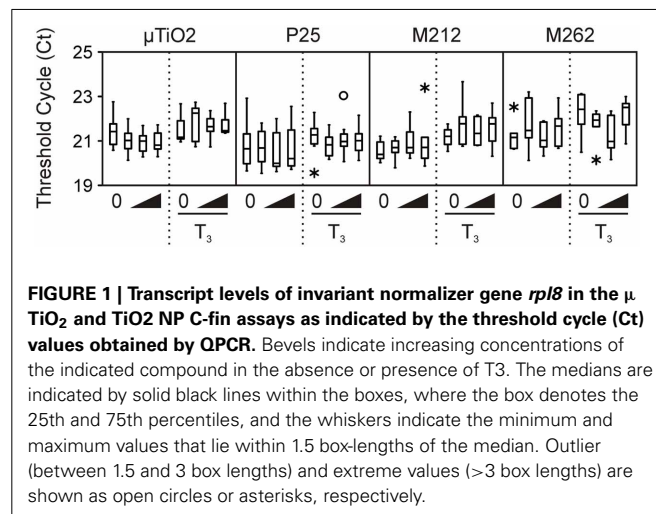 µTiO2 P25 M212 M262
Threshold Cycle (Ct)
25
23
21
19
0 0 0 0 0 0 0 0
T3 T3 T3 T3
FIGURE 1 | Transcript levels of invariant normalizer gene rpl8 in the µ
TiO2 and TiO2 NP C-fin assays as indicated by the threshold cycle (Ct)
values obtained by QPCR. Bevels indicate increasing concentrations of
the indicated compound in the absence or presence of T3. The medians are
indicated by solid black lines within the boxes, where the box denotes the
25th and 75th percentiles, and the whiskers indicate the minimum and
maximum values that lie within 1.5 box-lengths of the median. Outlier
(between 1.5 and 3 box lengths) and extreme values (>3 box lengths) are
shown as open circles or asterisks, respectively.